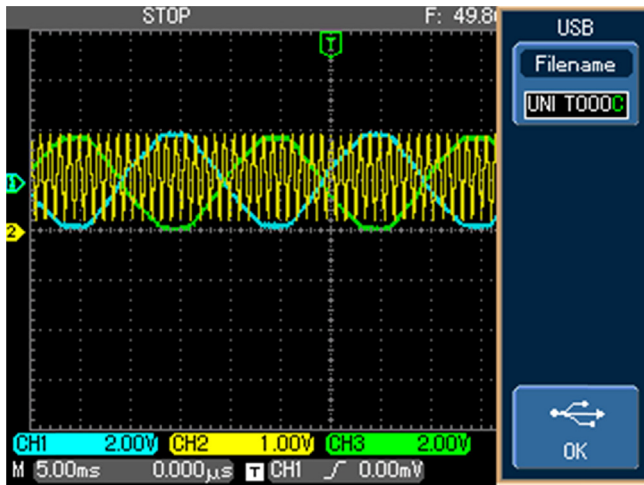 STOP F: 49.8
USB
Filename
UNI T000C
T
1
2
CH1 2.00V CH2 1.00V CH3 2.00V
M 5.00ms 0.000µs T CH1 0.00mV
OK